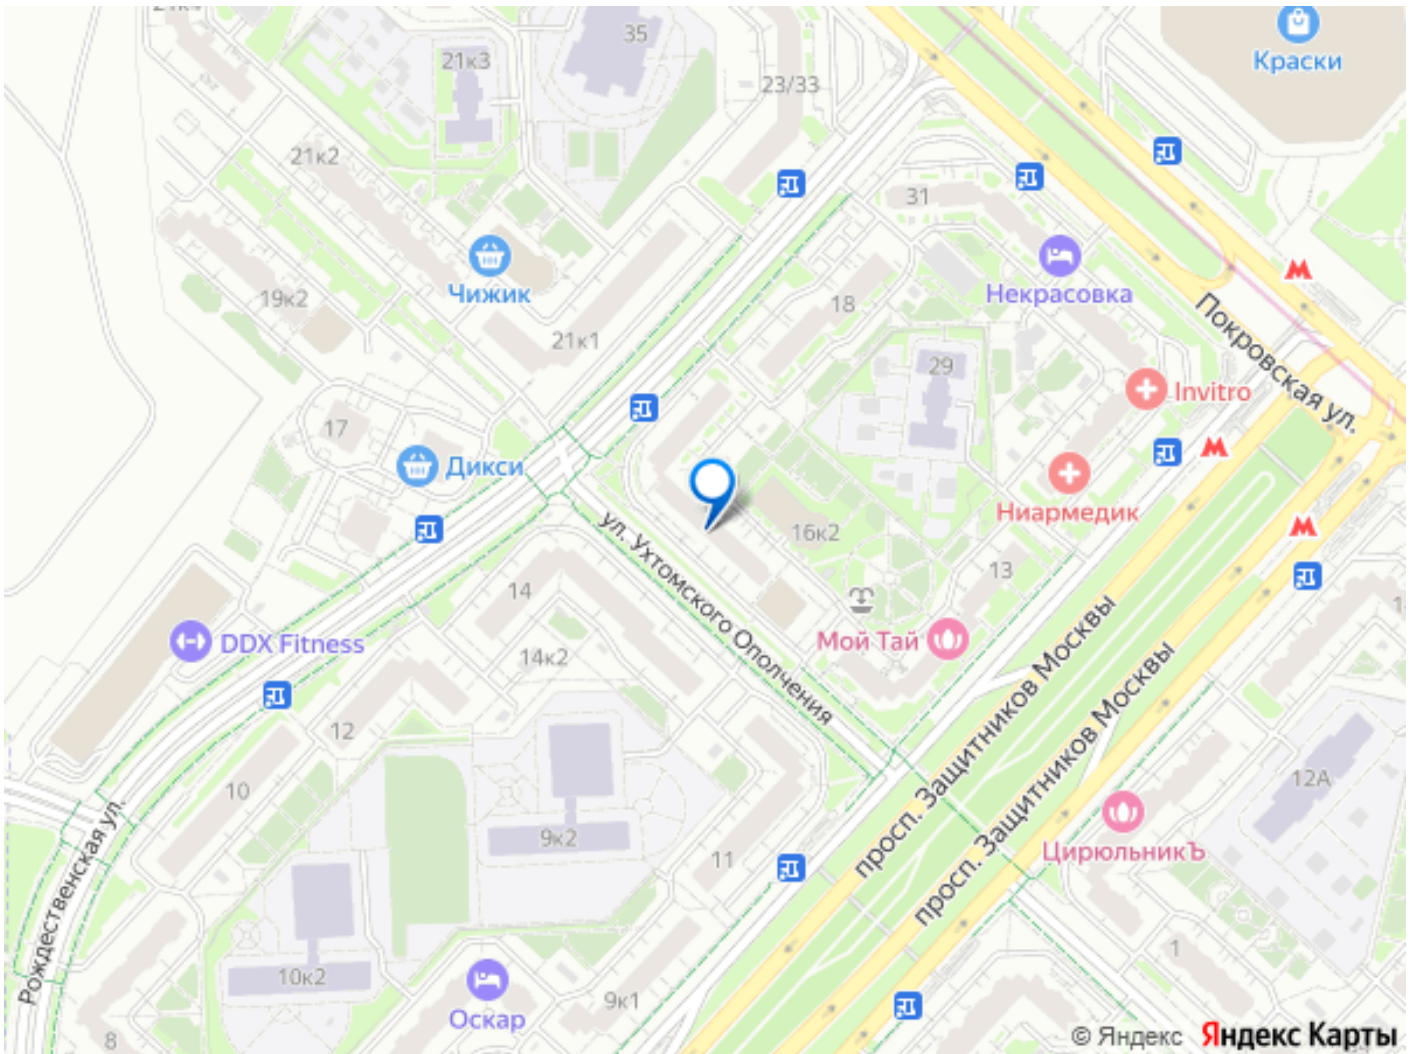 35
21к3
23/33
Краски
21к2
31
Чижик
Некрасовка
19к2
18
21к1
Покровская ул.
29
Invitro
17
Дикси
Ниармедик
16к2
ул. Ухтомского Ополчения
13
14
DDX Fitness
14к2
Мой Тай
просп. Защитников Москвы
просп. Защитников Москвы
12
10
12А
9к2
11
ЦирюльникЪ
Рождественская ул.
1
10к2
9к1
Оскар
8
© Яндекс Яндекс Карты